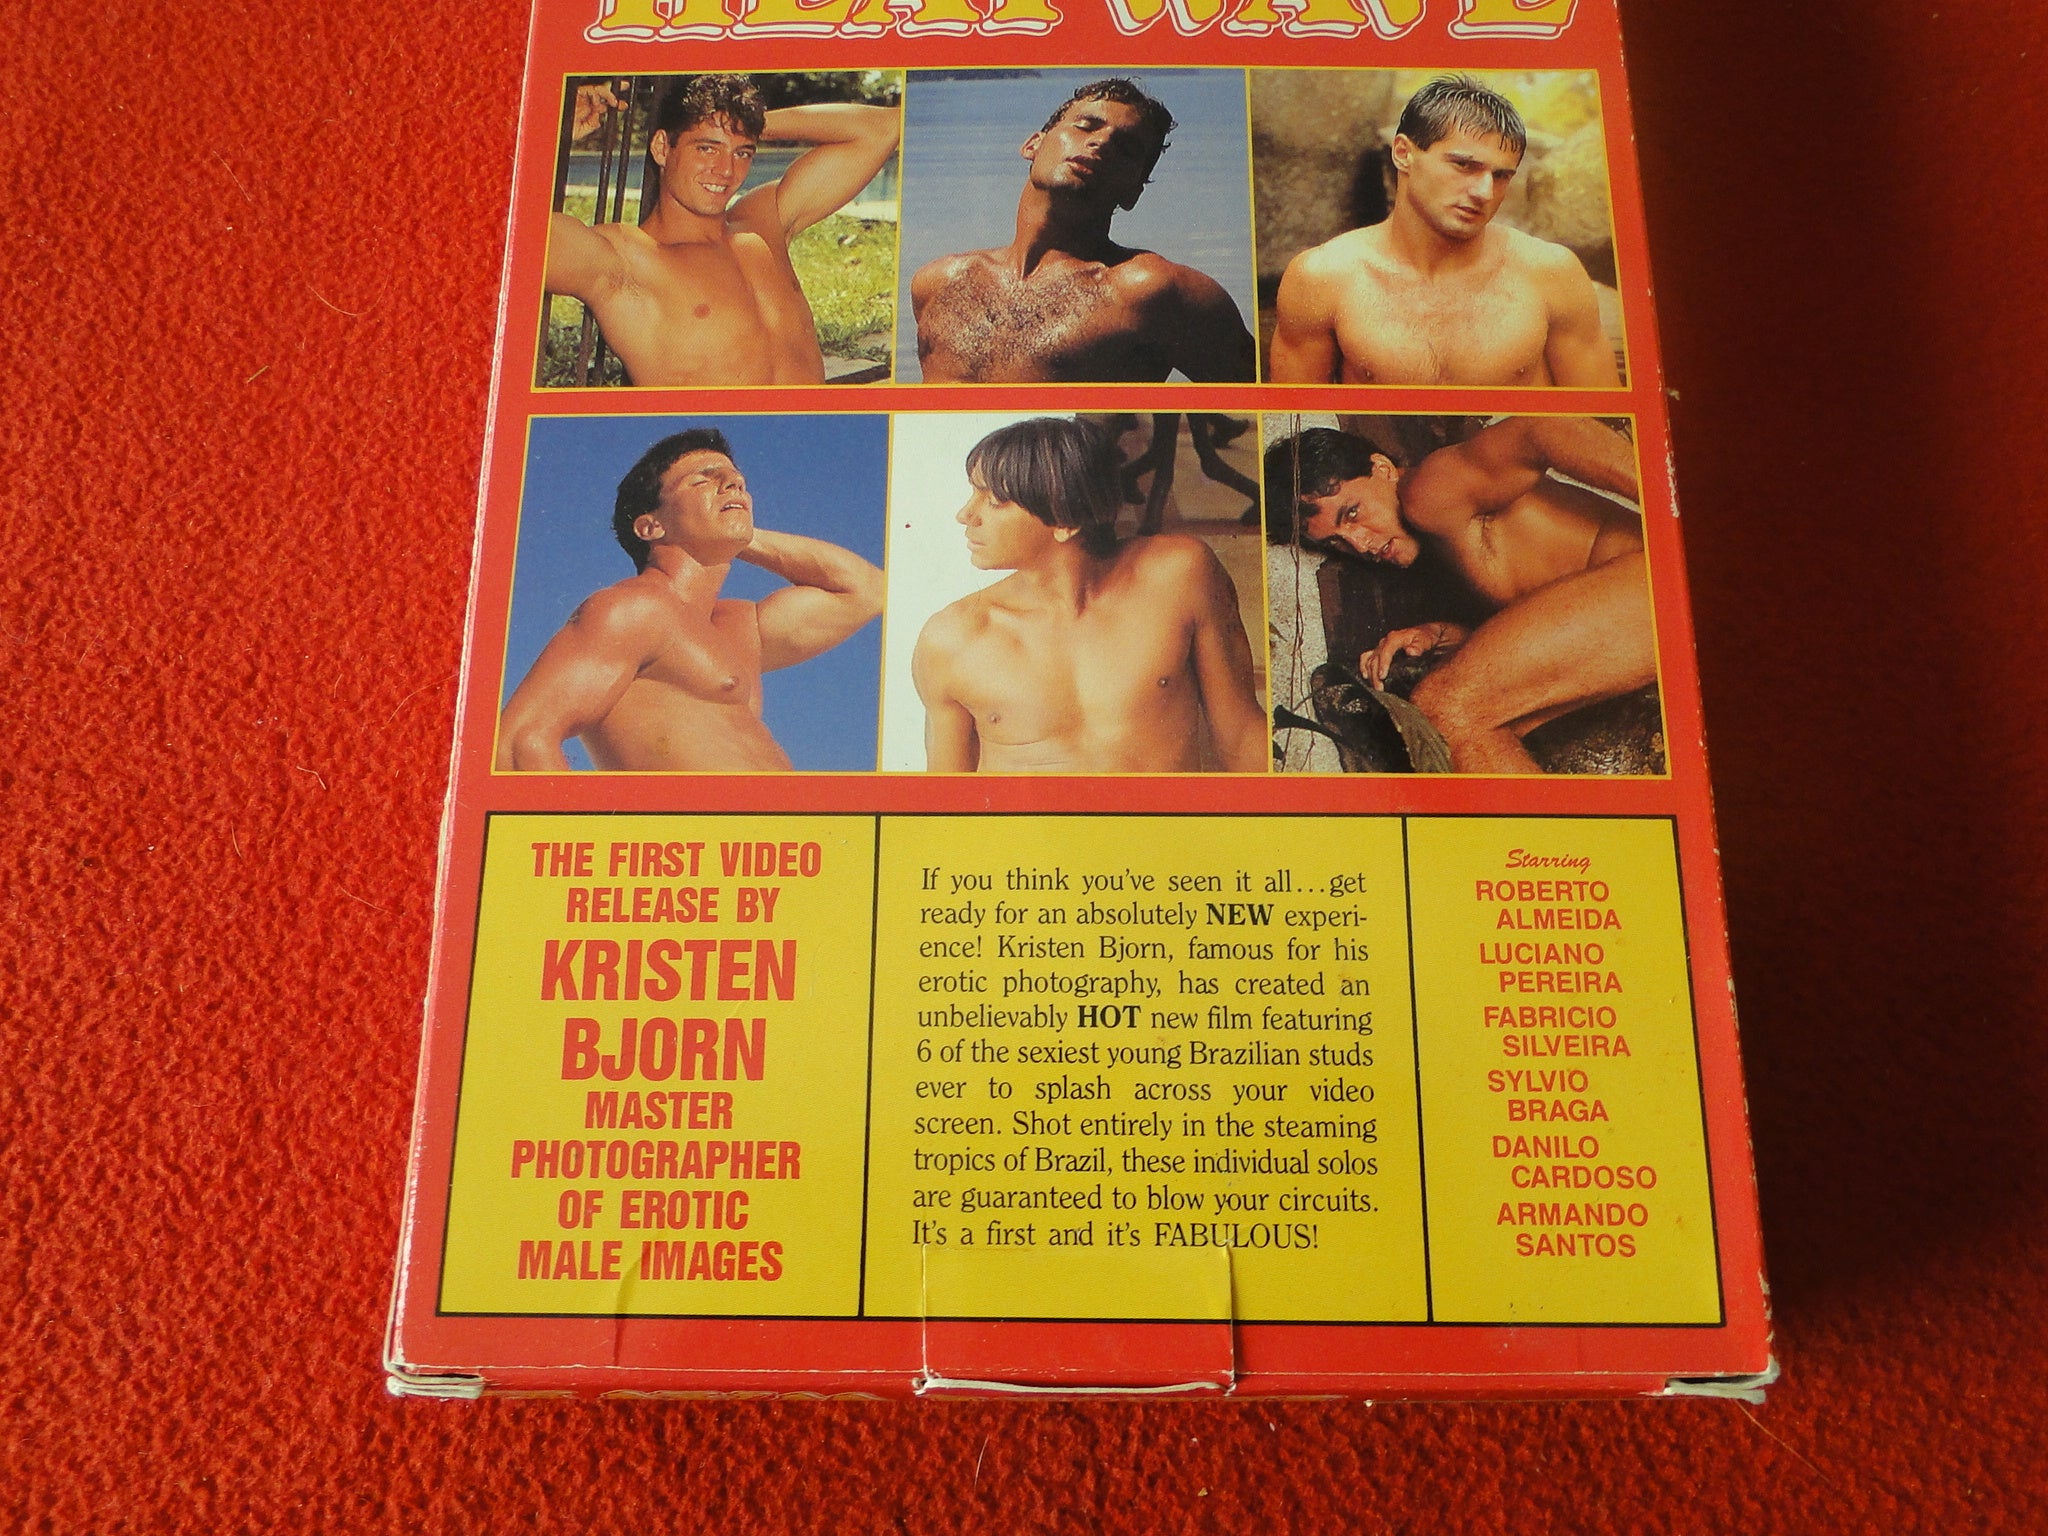 HEATWAVE
THE FIRST VIDEO
RELEASE BY
KRISTEN
BJORN
MASTER
PHOTOGRAPHER
OF EROTIC
MALE IMAGES
If you think you've seen it all...get
ready for an absolutely NEW experi-
ence! Kristen Bjorn, famous for his
erotic photography, has created an
unbelievably HOT new film featuring
6 of the sexiest young Brazilian studs
ever to splash across your video
screen. Shot entirely in the steaming
tropics of Brazil, these individual solos
are guaranteed to blow your circuits.
It's a first and it's FABULOUS!
Starring
ROBERTO
ALMEIDA
LUCIANO
PEREIRA
FABRICIO
SILVEIRA
SYLVIO
BRAGA
DANILO
CARDOSO
ARMANDO
SANTOS